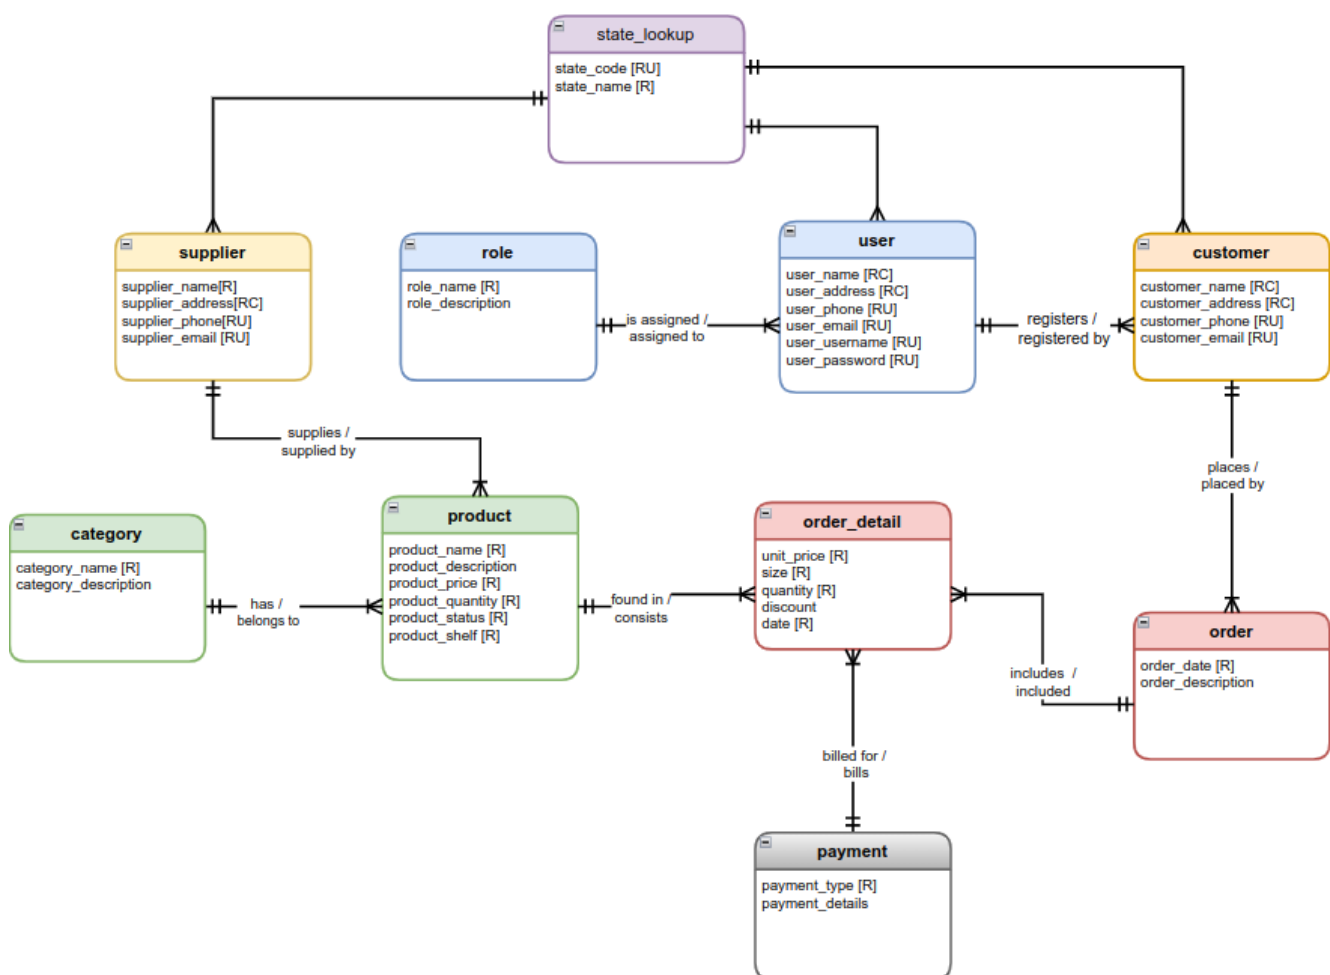 state_lookup
state_code [RU]
state_name [R]
supplier
supplier_name[R]
supplier_address[RC]
supplier_phone[RU]
supplier_email [RU]
role
role_name [R]
role_description
is assigned /
assigned to
user
user_name [RC]
user_address [RC]
user_phone [RU]
user_email [RU]
user_username [RU]
user_password [RU]
registers /
registered by
customer
customer_name [RC]
customer_address [RC]
customer_phone [RU]
customer_email [RU]
supplies /
supplied by
places /
placed by
category
category_name [R]
category_description
has /
belongs to
product
product_name [R]
product_description
product_price [R]
product_quantity [R]
product_status [R]
product_shelf [R]
found in /
consists
order_detail
unit_price [R]
size [R]
quantity [R]
discount
date [R]
includes /
included
order
order_date [R]
order_description
billed for /
bills
payment
payment_type [R]
payment_details